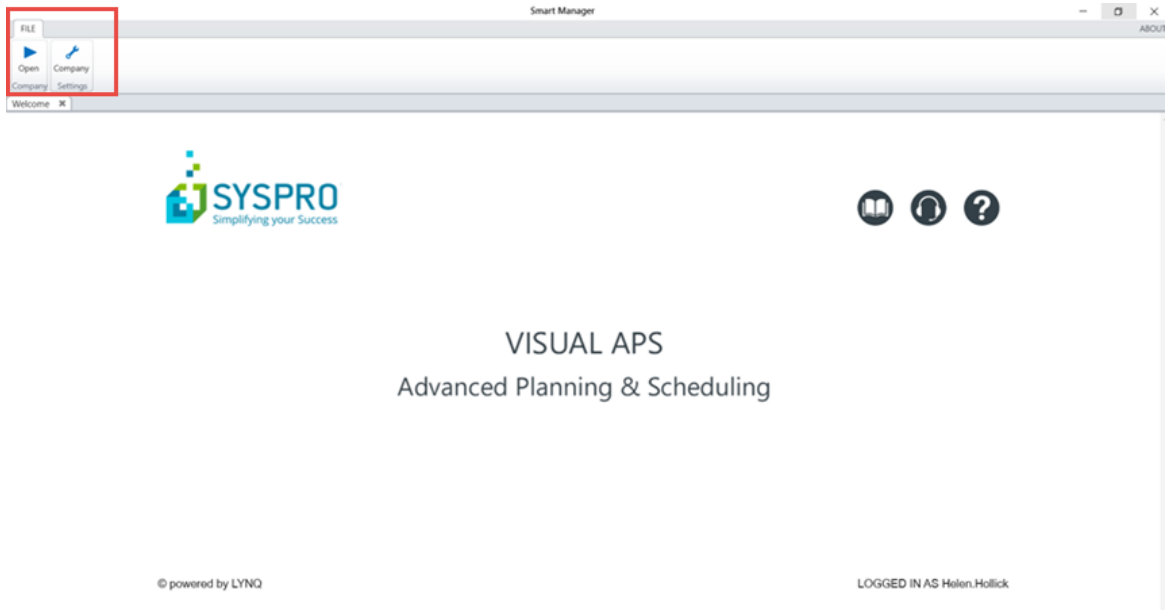 Smart Manager
FILE
ABOUT
Open
Company
Company
Settings
Welcome
SYSPRO
Simplifying your Success
VISUAL APS
Advanced Planning & Scheduling
© powered by LYNQ
LOGGED IN AS Helen.Hollick